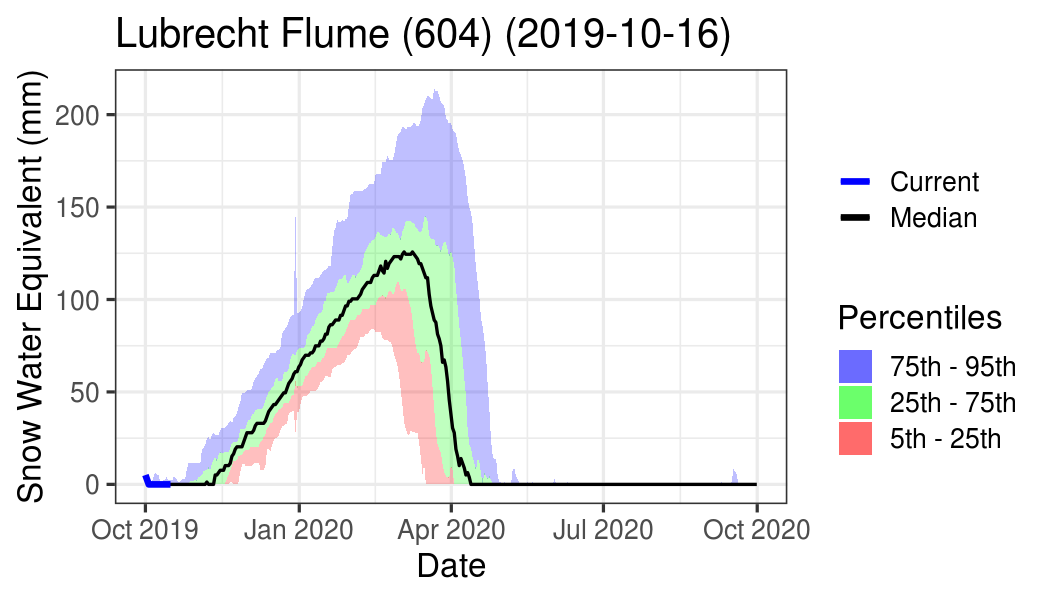 Lubrecht Flume (604) (2019-10-16)
Snow Water Equivalent (mm)
200
150
100
50
0
Oct 2019 Jan 2020 Apr 2020 Jul 2020 Oct 2020
Date
Current
Median
Percentiles
75th - 95th
25th - 75th
5th - 25th